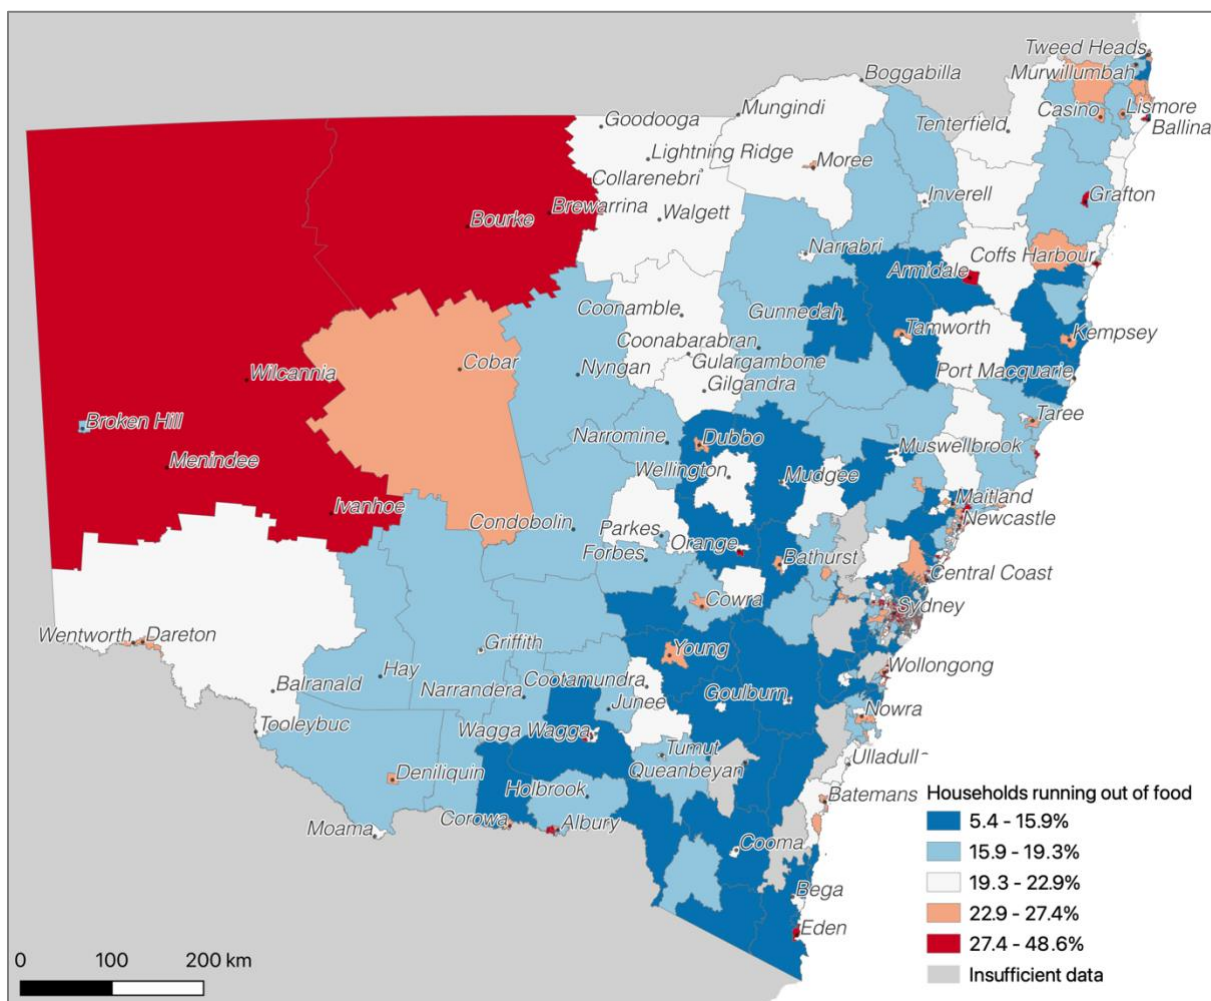 Tweed Heads
Murwillumbah
Boggabilla
Mungindi
Goodooga
Casino
Lismore
Tenterfield
Ballina
Lightning Ridge
Moree
Collarenebri
Inverell
Grafton
Brewarrina
Walgett
Bourke
Narrabri
Coffs Harbour
Armidale
Coonamble
Gunnedah
Tamworth
Kempsey
Coonabarabran
Cobar
Nyngan
Gulargambone
Port Macquarie
Wilcannia
Gilgandra
Broken Hill
Taree
Narromine
Dubbo
Muswellbrook
Menindee
Wellington
Mudgee
Maitland
Ivanhoe
Newcastle
Condobolin
Parkes
Orange
Forbes
Bathurst
Central Coast
Cowra
Sydney
Wentworth
Dareton
Griffith
Young
Wollongong
Hay
Cootamundra
Balranald
Narrandera
Goulburn
Junee
Nowra
Tooleybuc
Wagga Wagga
Tumut
Ulladull
Queanbeyan
Deniliquin
Holbrook
Batemans
Corowa
Albury
Moama
Cooma
Bega
Eden
Households running out of food
5.4 - 15.9%
15.9 - 19.3%
19.3 - 22.9%
22.9 - 27.4%
27.4 - 48.6%
Insufficient data
0 100 200 km